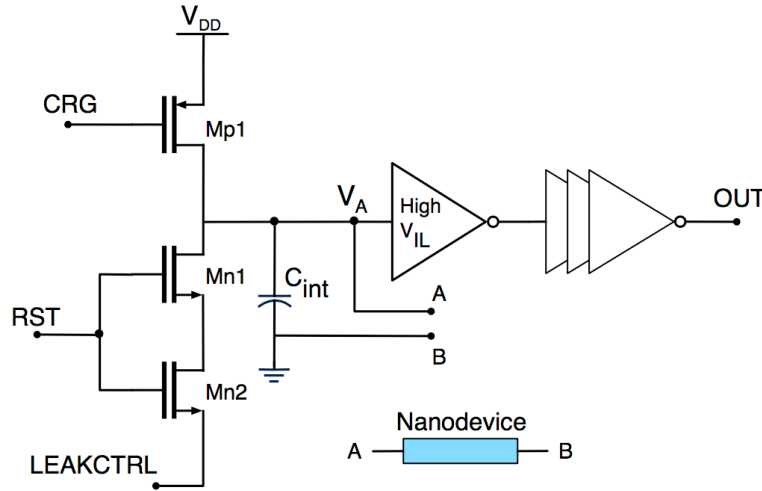 VDD
CRG
Mp1
VA
High
VIL
OUT
Mn1
Cint
A
RST
B
Mn2
Nanodevice
A
B
LEAKCTRL